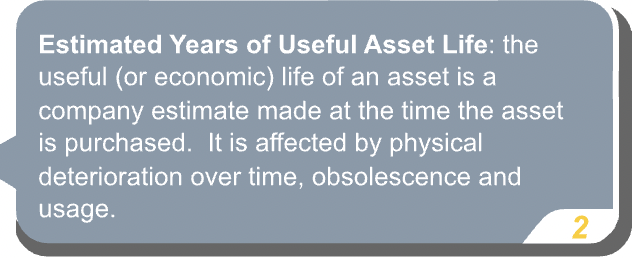 Estimated Years of Useful Asset Life: the
useful (or economic) life of an asset is a
company estimate made at the time the asset
is purchased.  It is affected by physical
deterioration over time, obsolescence and
usage.
2